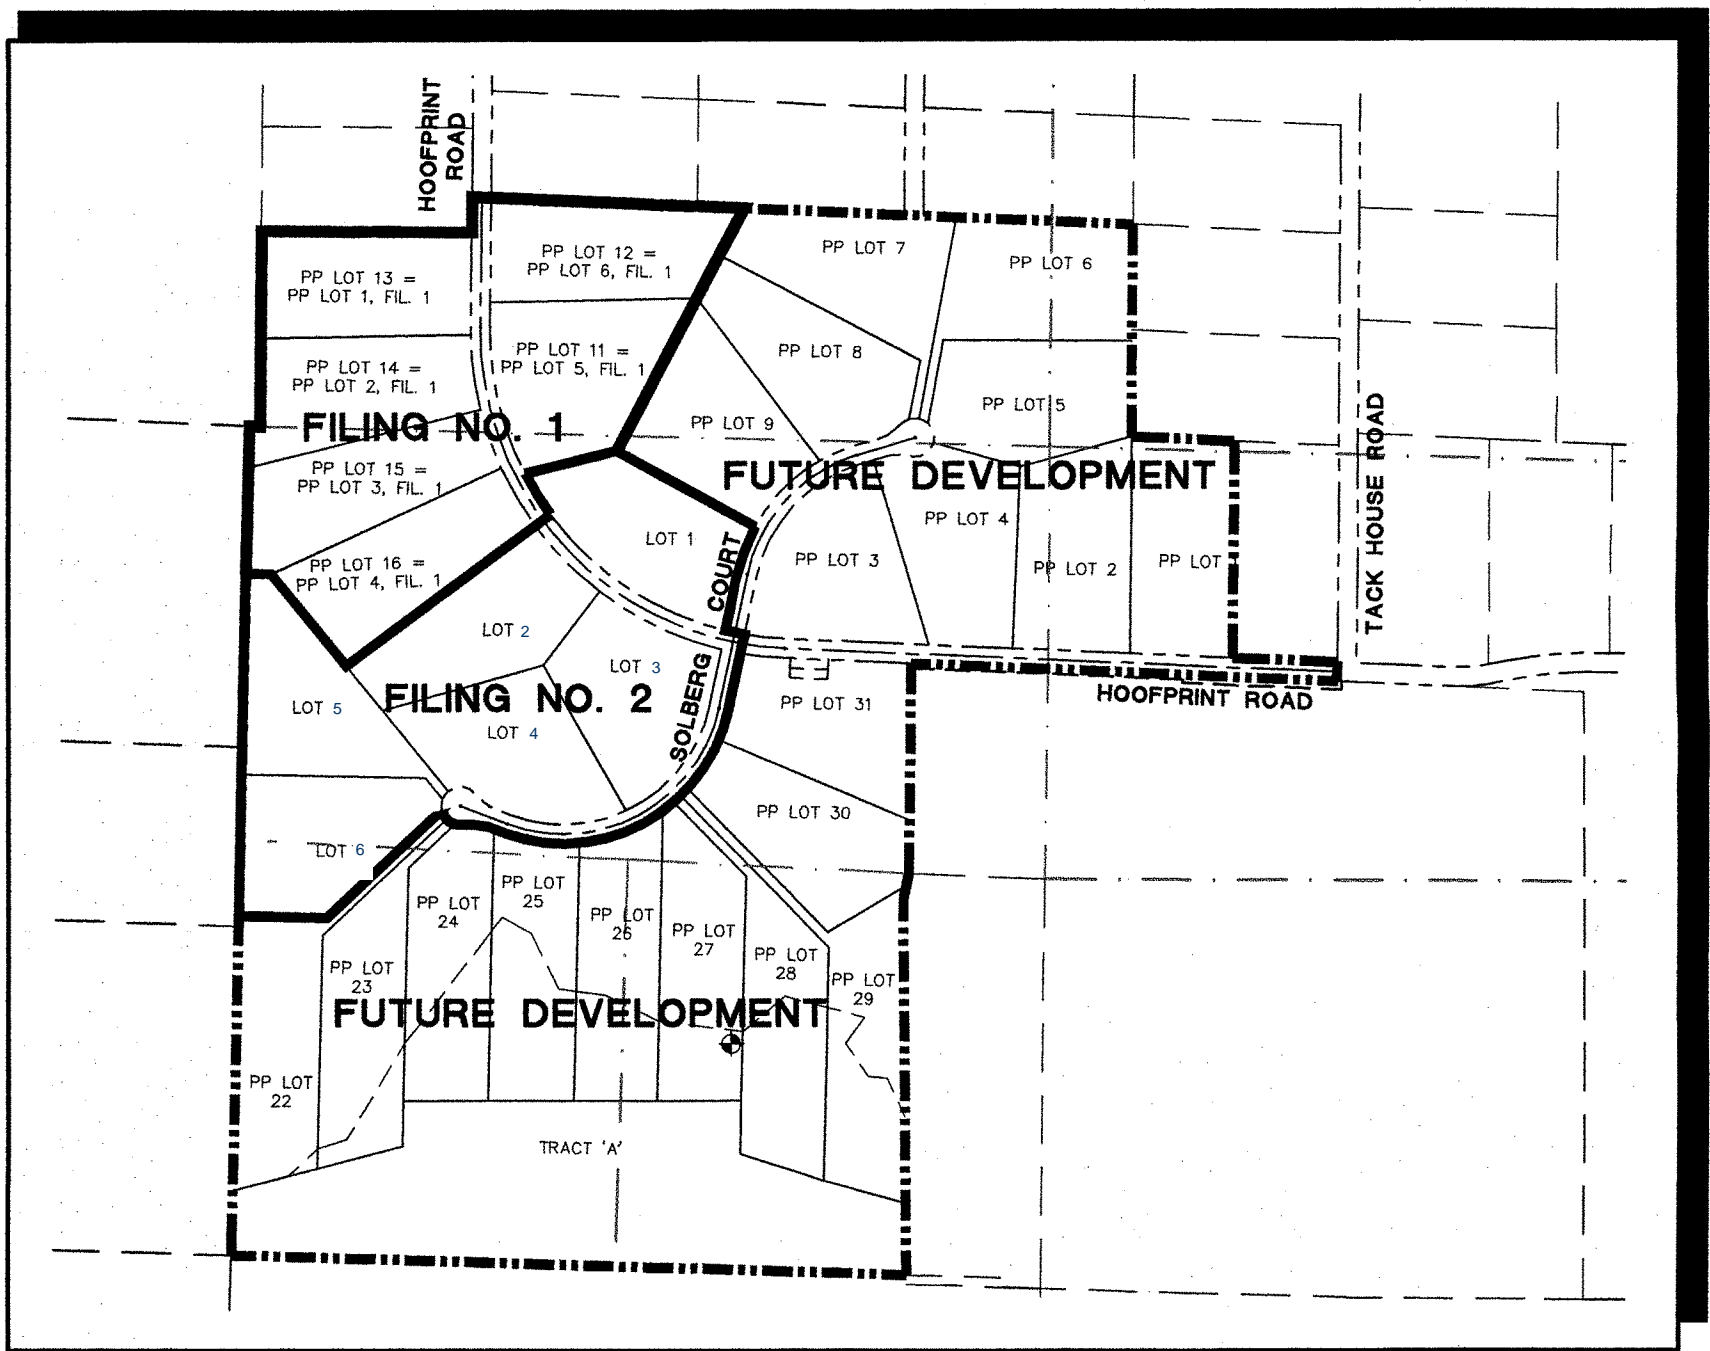 HOOFPRINT
ROAD
PP LOT 12 =
PP LOT 6, FIL. 1
PP LOT 7
PP LOT 6
PP LOT 13 =
PP LOT 1, FIL. 1
PP LOT 11 =
PP LOT 5, FIL. 1
PP LOT 8
PP LOT 14 =
PP LOT 2, FIL. 1
PP LOT 5
FILING NO. 1
PP LOT 9
PP LOT 15 =
PP LOT 3, FIL. 1
FUTURE DEVELOPMENT
TACK HOUSE ROAD
PP LOT 4
LOT 1
COURT
PP LOT 3
PP LOT 2
PP LOT
PP LOT 16 =
PP LOT 4, FIL. 1
LOT 2
LOT 3
SOLBERG
FILING NO. 2
HOOFPRINT ROAD
PP LOT 31
LOT 5
LOT 4
PP LOT 30
LOT 6
PP LOT
24
PP LOT
25
PP LOT
26
PP LOT
27
PP LOT
28
PP LOT
29
PP LOT
23
FUTURE DEVELOPMENT
PP LOT
22
TRACT 'A'